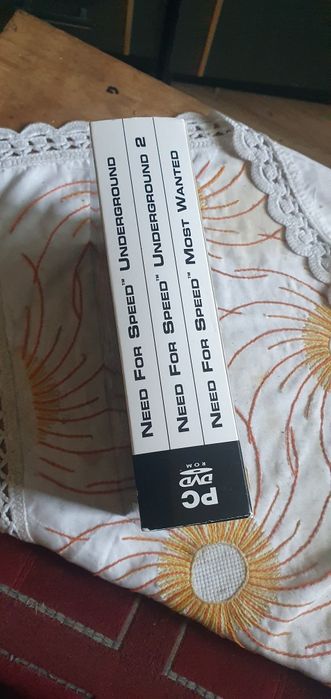 Need For Speed™ Underground
Need For Speed™ Underground 2
Need For Speed™ Most Wanted
PC
DVD
ROM